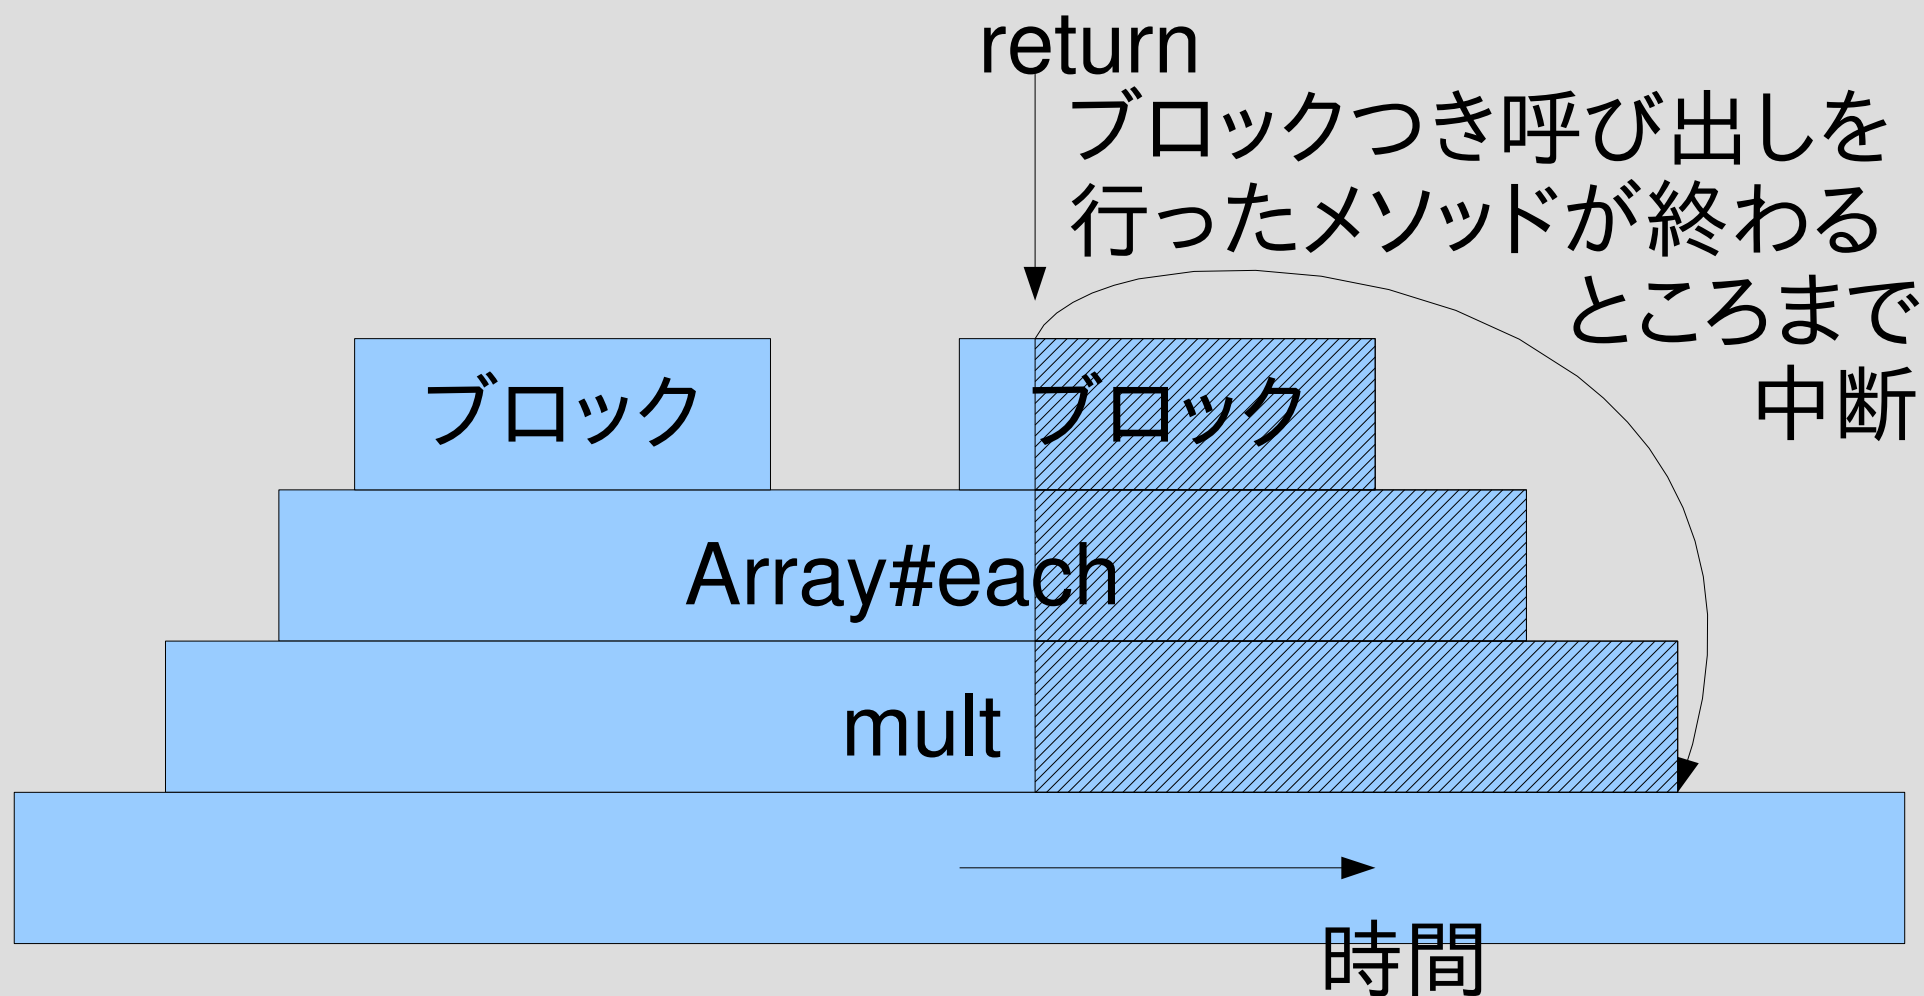 return
ブロックつき呼び出しを
行ったメソッドが終わる
ところまで
中断
ブロック
ブロック
Array#each
mult
時間